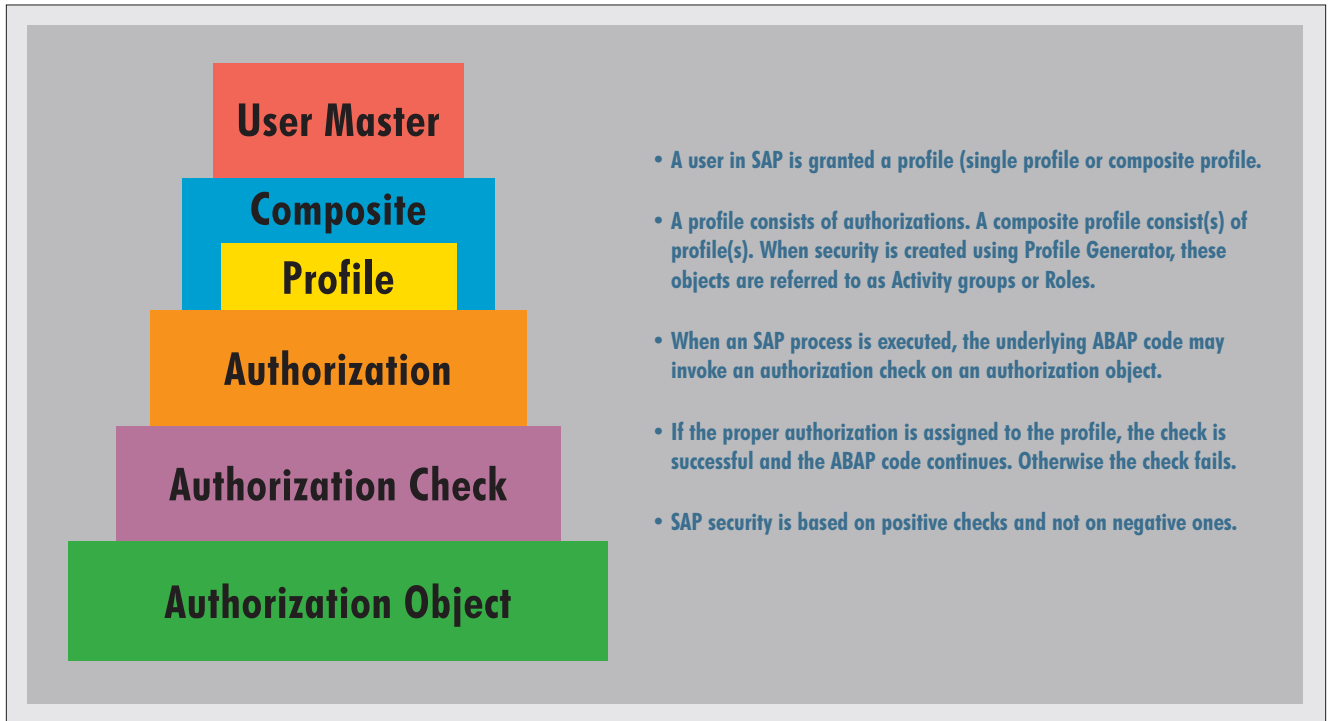 User Master
Composite
Profile
Authorization
Authorization Check
Authorization Object
• A user in SAP is granted a profile (single profile or composite profile.
• A profile consists of authorizations. A composite profile consist(s) of
profile(s). When security is created using Profile Generator, these
objects are referred to as Activity groups or Roles.
• When an SAP process is executed, the underlying ABAP code may
invoke an authorization check on an authorization object.
• If the proper authorization is assigned to the profile, the check is
successful and the ABAP code continues. Otherwise the check fails.
• SAP security is based on positive checks and not on negative ones.